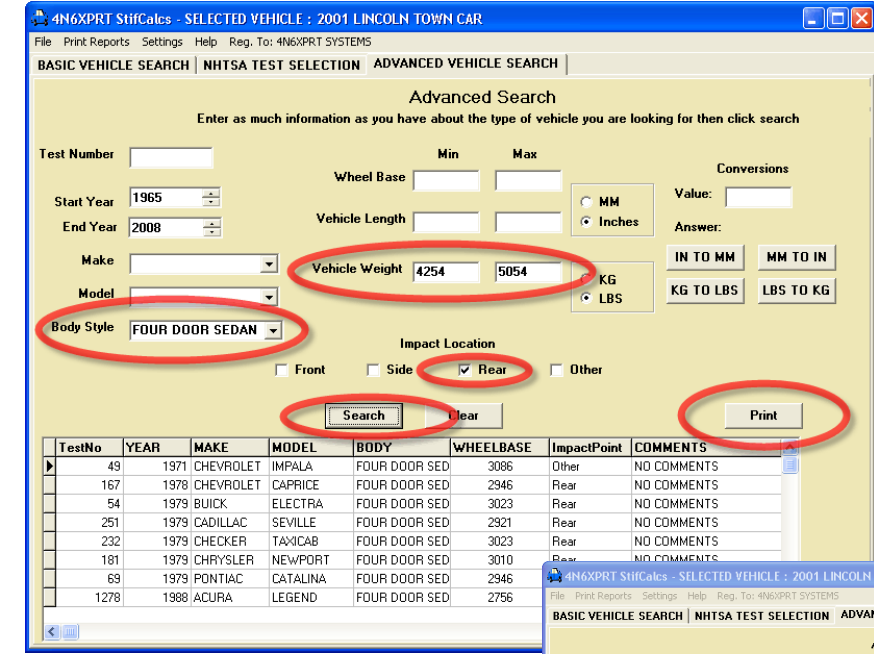 4N6XPRT StifCalcs - SELECTED VEHICLE : 2001 LINCOLN TOWN CAR
File Print Reports Settings Help Reg. To: 4N6XPRT SYSTEMS
BASIC VEHICLE SEARCH NHTSA TEST SELECTION ADVANCED VEHICLE SEARCH
Advanced Search
Enter as much information as you have about the type of vehicle you are looking for then click search
Test Number
Min Max
Conversions
Wheel Base
Value:
Start Year 1965
MM
Vehicle Length
Inches
End Year 2008
Answer:
Make
IN TO MM MM TO IN
Vehicle Weight 4254 5054
KG
Model
KG TO LBS LBS TO KG
LBS
Body Style FOUR DOOR SEDAN
Impact Location
Front Side Rear Other
Search Clear Print
TestNo YEAR MAKE MODEL BODY WHEELBASE ImpactPoint COMMENTS
49 1971 CHEVROLET IMPALA FOUR DOOR SED 3086 Other NO COMMENTS
167 1978 CHEVROLET CAPRICE FOUR DOOR SED 2946 Rear NO COMMENTS
54 1979 BUICK ELECTRA FOUR DOOR SED 3023 Rear NO COMMENTS
251 1979 CADILLAC SEVILLE FOUR DOOR SED 2921 Rear NO COMMENTS
232 1979 CHECKER TAXICAB FOUR DOOR SED 3023 Rear NO COMMENTS
181 1979 CHRYSLER NEWPORT FOUR DOOR SED 3010 Rear NO COMMENTS
69 1979 PONTIAC CATALINA FOUR DOOR SED 2946
1278 1988 ACURA LEGEND FOUR DOOR SED 2756
4N6XPRT StifCalcs - SELECTED VEHICLE : 2001 LINCOLN
File Print Reports Settings Help Reg. To: 4N6XPRT SYSTEMS
BASIC VEHICLE SEARCH NHTSA TEST SELECTION ADVAN